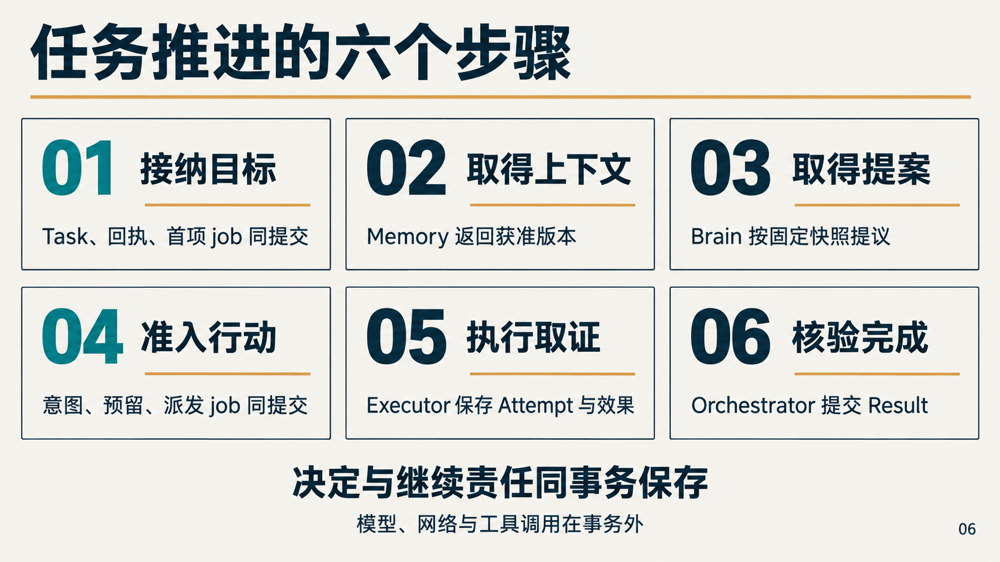 任务推进的六个步骤
01 接纳目标
Task、回执、首项 job 同提交
02 取得上下文
Memory 返回获准版本
03 取得提案
Brain 按固定快照提议
04 准入行动
意图、预留、派发 job 同提交
05 执行取证
Executor 保存 Attempt 与效果
06 核验完成
Orchestrator 提交 Result
决定与继续责任同事务保存
模型、网络与工具调用在事务外
06